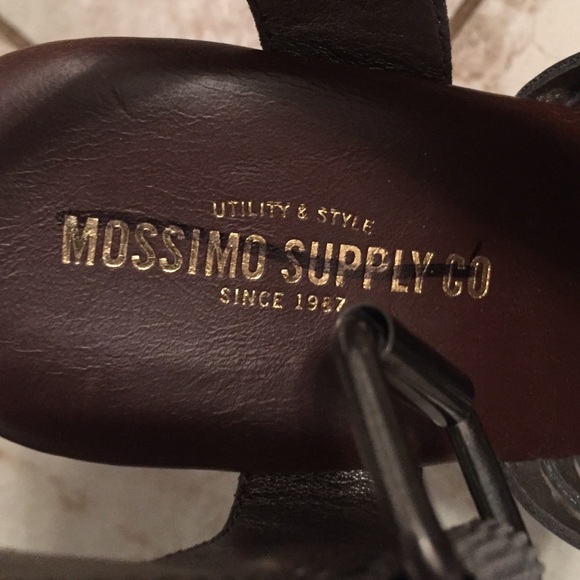 UTILITY & STYLE
MOSSIMO SUPPLY CO
SINCE 1987